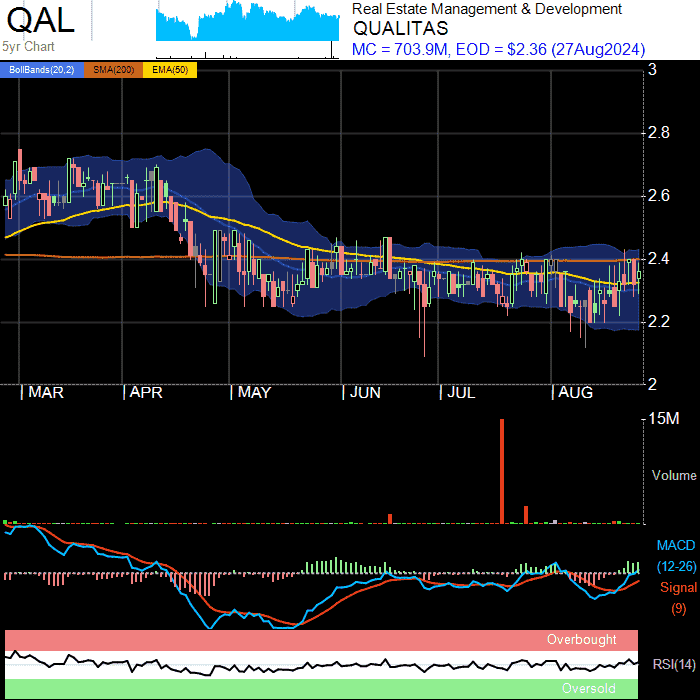 QAL
Real Estate Management & Development
QUALITAS
5yr Chart
MC = 703.9M, EOD = $2.36 (27Aug2024)
BollBands(20,2) SMA(200) EMA(50)
3
2.8
2.6
2.4
2.2
2
MAR APR MAY JUN JUL AUG
15M
Volume
MACD
(12-26)
Signal
(9)
Overbought
RSI(14)
Oversold